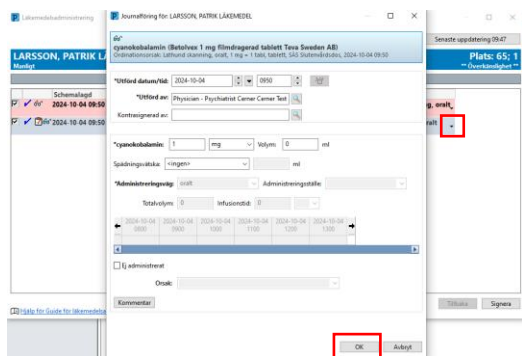 Läkemedelsadministrering
Senaste uppdatering 09:47
LARSSON, PATRIK L
Manligt
Plats: 65; 1
** Överkänslighet **
Schemalagd
2024-10-04 09:50
2024-10-04 09:50
g, oralt,
ralt
Hjälp för Guide för läkemedelsa
Tillbaka
Signera
Journalföring för: LARSSON, PATRIK LÄKEMEDEL
cyanokobalamin (Betolvex 1 mg filmdragerad tablett Teva Sweden AB)
Ordinationsorsak: Lathund skanning, oralt, 1 mg = 1 tabl, tablett, SAS Slutenvårdsdos, 2024-10-04 09:50
*Utförd datum/tid: 2024-10-04 0950
*Utförd av: Physician - Psychiatrist Cerner Cerner Test
Kontrasignerad av:
*cyanokobalamin: 1 mg Volym: 0 ml
Spädningsvätska: <ingen> ml
*Administreringsväg: oralt Administreringsställe:
Totalvolym: 0 Infusionstid: 0
2024-10-04 2024-10-04 2024-10-04 2024-10-04 2024-10-04 2024-10-04
0800 0900 1000 1100 1200 1300
Ej administrerat
Orsak:
Kommentar
OK Avbryt